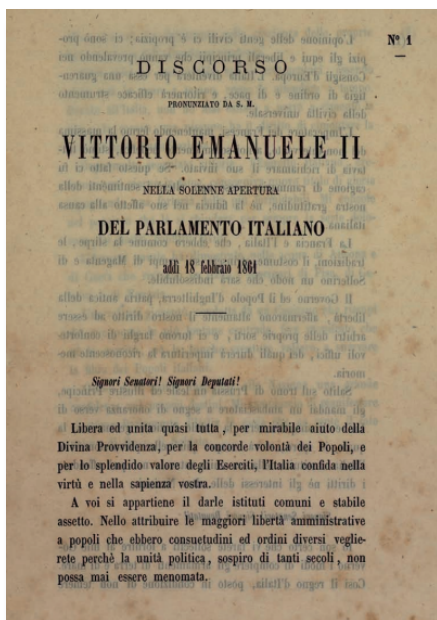 Nº 1
DISCORSO
PRONUNZIATO DA S. M.
VITTORIO EMANUELE II
NELLA SOLENNE APERTURA
DEL PARLAMENTO ITALIANO
addì 18 febbraio 1861
Signori Senatori! Signori Deputati!
Libera ed unita quasi tutta, per mirabile aiuto della
Divina Provvidenza, per la concorde volontà dei Popoli, e
per lo splendido valore degli Eserciti, l'Italia confida nella
virtù e nella sapienza vostra.
A voi si appartiene il darle istituti comuni e stabile
assetto. Nello attribuire le maggiori libertà amministrative
a popoli che ebbero consuetudini ed ordini diversi veglie-
rete perchè la unità politica, sospiro di tanti secoli, non
possa mai essere menomata.